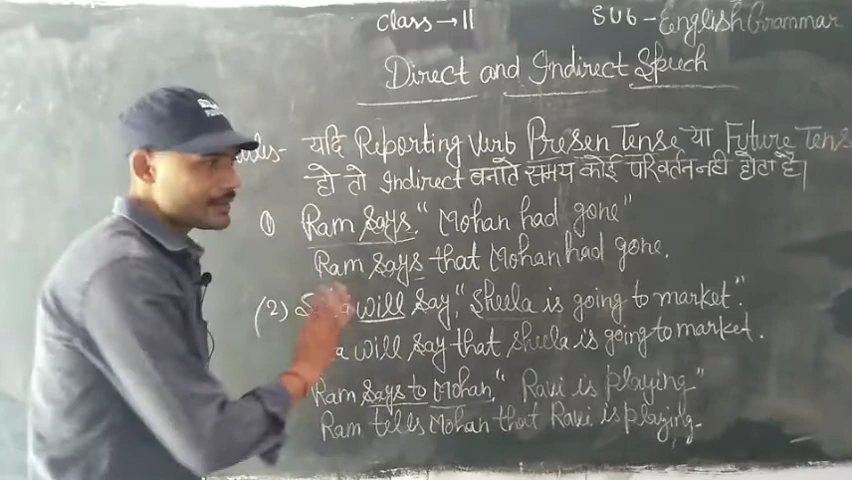 Class → 11
SUB - English Grammar
Direct and Indirect Speech
यदि Reporting Verb Presen Tense या Future Tens
हो तो Indirect बनाते समय कोई परिवर्तन नही होता है।
① Ram Says, "Mohan had gone"
Ram Says that Mohan had gone.
(2) will Say, "Sheela is going to market".
will Say that Sheela is going to market.
Ram Says to Mohan, "Ravi is playing"
Ram tells Mohan that Ravi is playing.